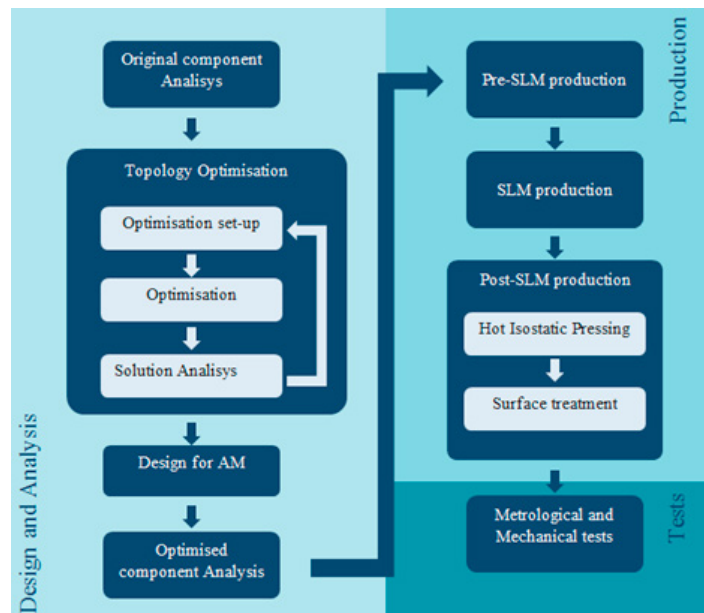 Original component
Analisys
Topology Optimisation
Optimisation set-up
Optimisation
Solution Analisys
Design for AM
Optimised
component Analysis
Design and Analysis
Pre-SLM production
SLM production
Post-SLM production
Hot Isostatic Pressing
Surface treatment
Production
Metrological and
Mechanical tests
Tests